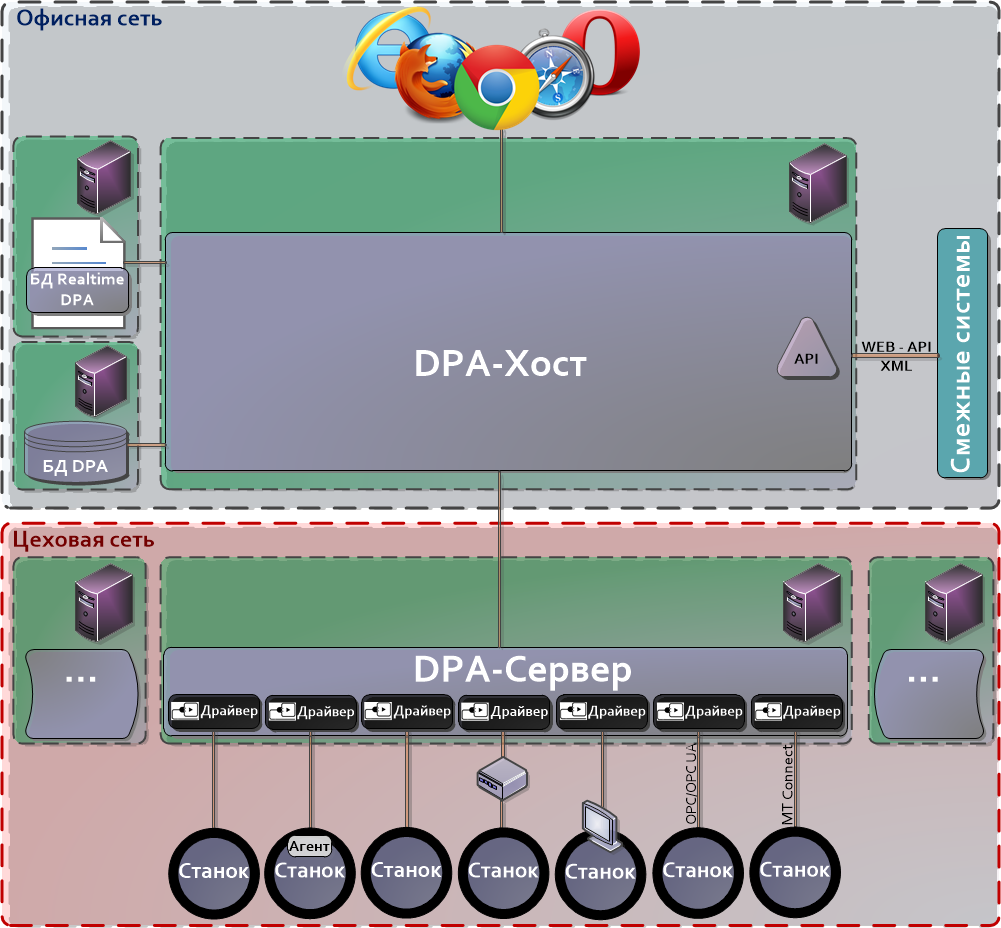 Офисная сеть
БД Realtime
DPA
БД DPA
DPA-Хост
API
WEB - API
XML
Смежные системы
Цеховая сеть
...
DPA-Сервер
...
Драйвер
Драйвер
Драйвер
Драйвер
Драйвер
Драйвер
Драйвер
OPC/OPC UA
MT Connect
Агент
Станок
Станок
Станок
Станок
Станок
Станок
Станок